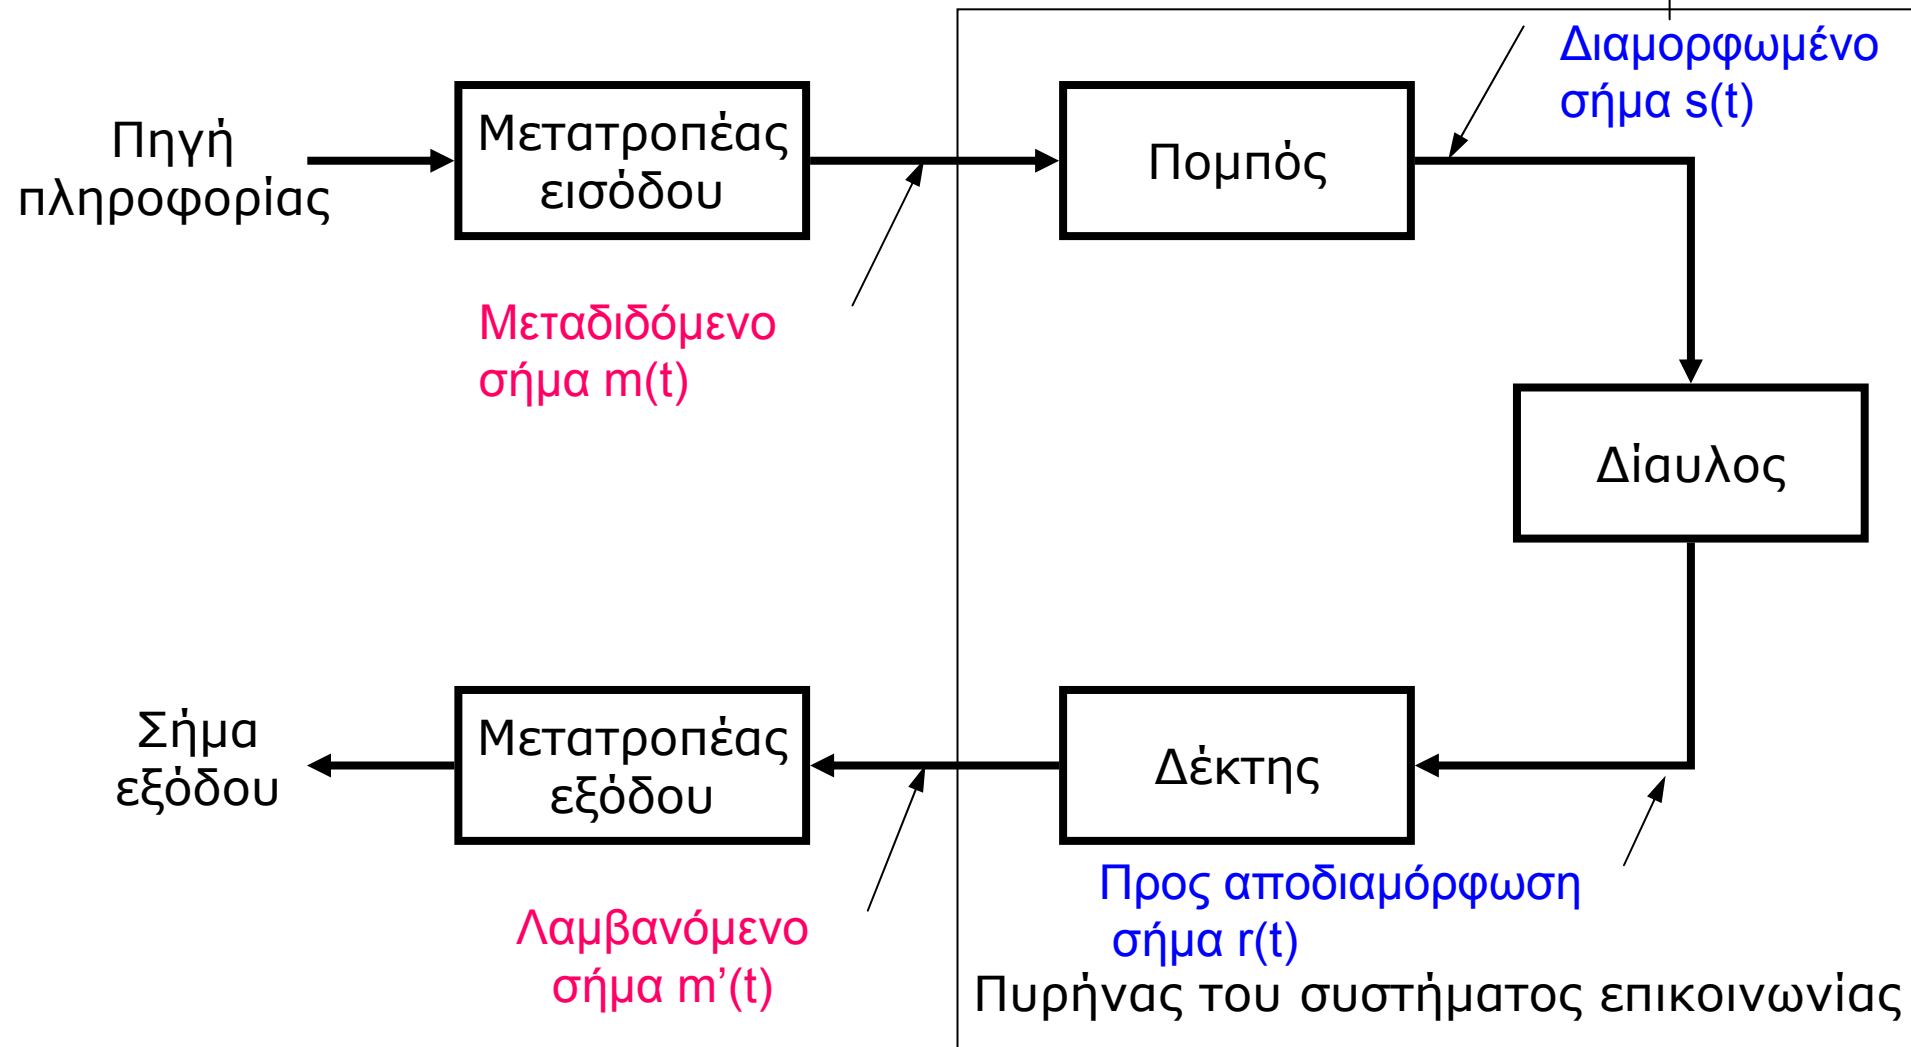 Διαμορφωμένο
σήμα s(t)
Πηγή
πληροφορίας
Μετατροπέας
εισόδου
Πομπός
Μεταδιδόμενο
σήμα m(t)
Δίαυλος
Σήμα
εξόδου
Μετατροπέας
εξόδου
Δέκτης
Προς αποδιαμόρφωση
σήμα r(t)
Λαμβανόμενο
σήμα m’(t)
Πυρήνας του συστήματος επικοινωνίας